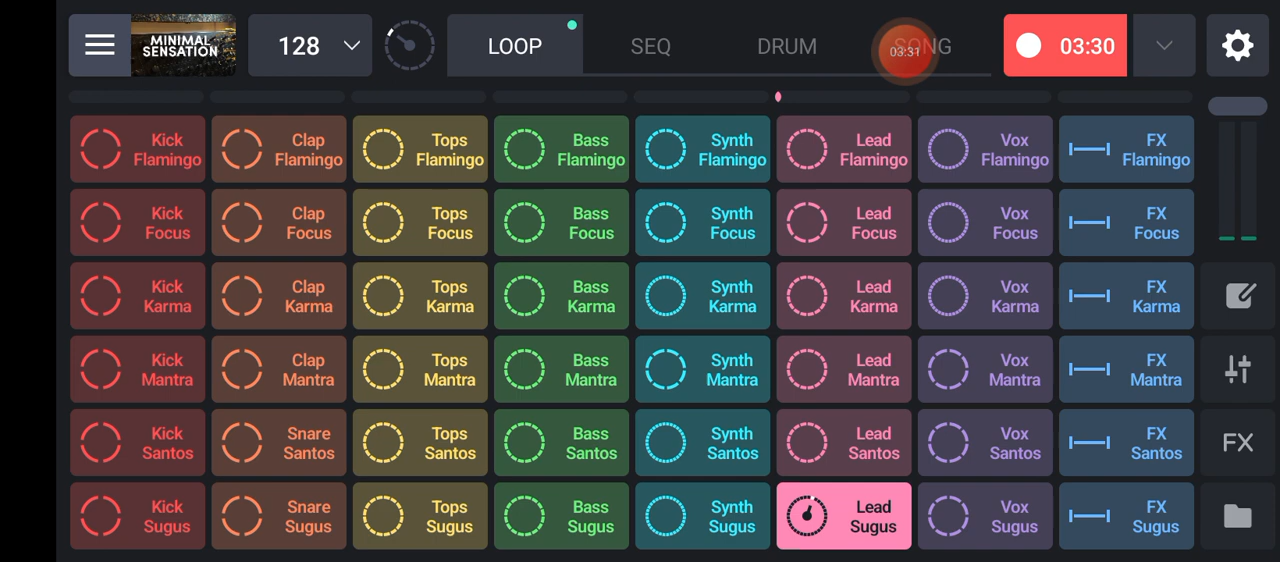 MINIMAL
SENSATION
128
LOOP
SEQ
DRUM
SONG
03:31
03:30
Kick
Flamingo
Clap
Flamingo
Tops
Flamingo
Bass
Flamingo
Synth
Flamingo
Lead
Flamingo
Vox
Flamingo
FX
Flamingo
Kick
Focus
Clap
Focus
Tops
Focus
Bass
Focus
Synth
Focus
Lead
Focus
Vox
Focus
FX
Focus
Kick
Karma
Clap
Karma
Tops
Karma
Bass
Karma
Synth
Karma
Lead
Karma
Vox
Karma
FX
Karma
Kick
Mantra
Clap
Mantra
Tops
Mantra
Bass
Mantra
Synth
Mantra
Lead
Mantra
Vox
Mantra
FX
Mantra
Kick
Santos
Snare
Santos
Tops
Santos
Bass
Santos
Synth
Santos
Lead
Santos
Vox
Santos
FX
Santos
FX
Kick
Sugus
Snare
Sugus
Tops
Sugus
Bass
Sugus
Synth
Sugus
Lead
Sugus
Vox
Sugus
FX
Sugus